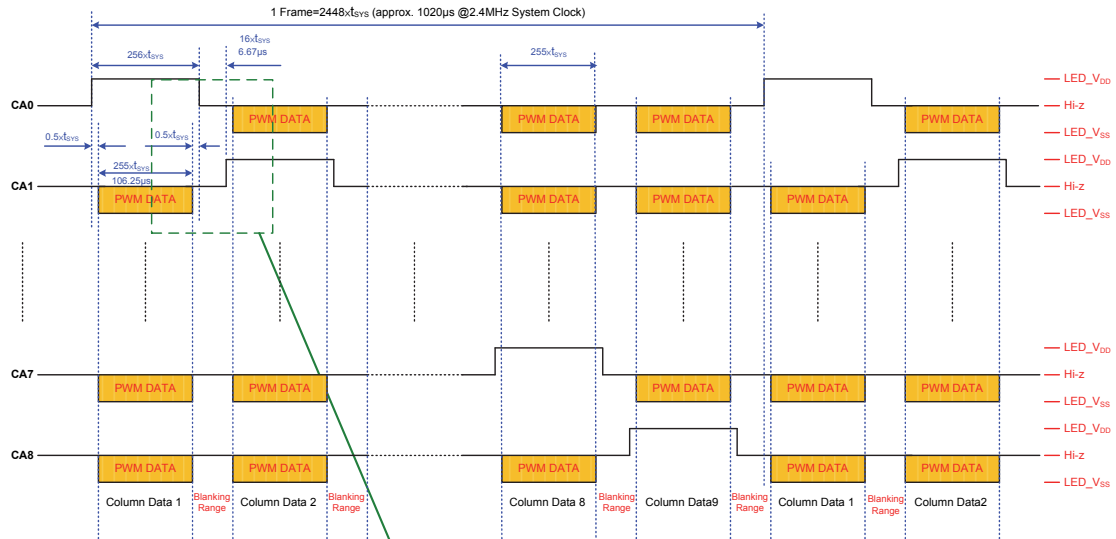 1 Frame=2448xtSYS (approx. 1020µs @2.4MHz System Clock)
256xtSYS
16xtSYS
6.67µs
255xtSYS
LED_VDD
CA0
Hi-z
PWM DATA
PWM DATA
PWM DATA
PWM DATA
LED_VSS
0.5xtSYS
0.5xtSYS
LED_VDD
255xtSYS
106.25µs
CA1
Hi-z
PWM DATA
PWM DATA
PWM DATA
PWM DATA
LED_VSS
LED_VDD
CA7
Hi-z
PWM DATA
PWM DATA
PWM DATA
PWM DATA
PWM DATA
LED_VSS
LED_VDD
CA8
Hi-z
PWM DATA
PWM DATA
PWM DATA
PWM DATA
PWM DATA
LED_VSS
Column Data 1
Blanking
Range
Column Data 2
Blanking
Range
Column Data 8
Blanking
Range
Column Data9
Blanking
Range
Column Data 1
Blanking
Range
Column Data2